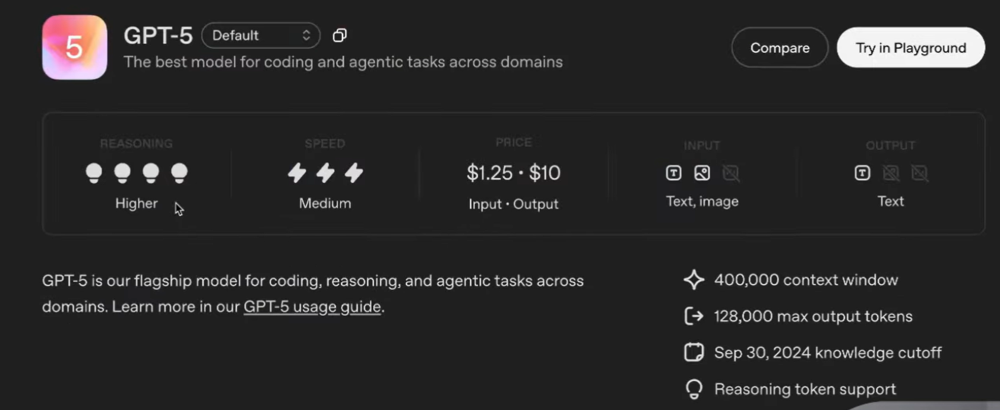 5
GPT-5
Default
The best model for coding and agentic tasks across domains
Compare
Try in Playground
REASONING
Higher
SPEED
Medium
PRICE
$1.25 • $10
Input • Output
INPUT
Text, image
OUTPUT
Text
GPT-5 is our flagship model for coding, reasoning, and agentic tasks across
domains. Learn more in our GPT-5 usage guide.
400,000 context window
128,000 max output tokens
Sep 30, 2024 knowledge cutoff
Reasoning token support